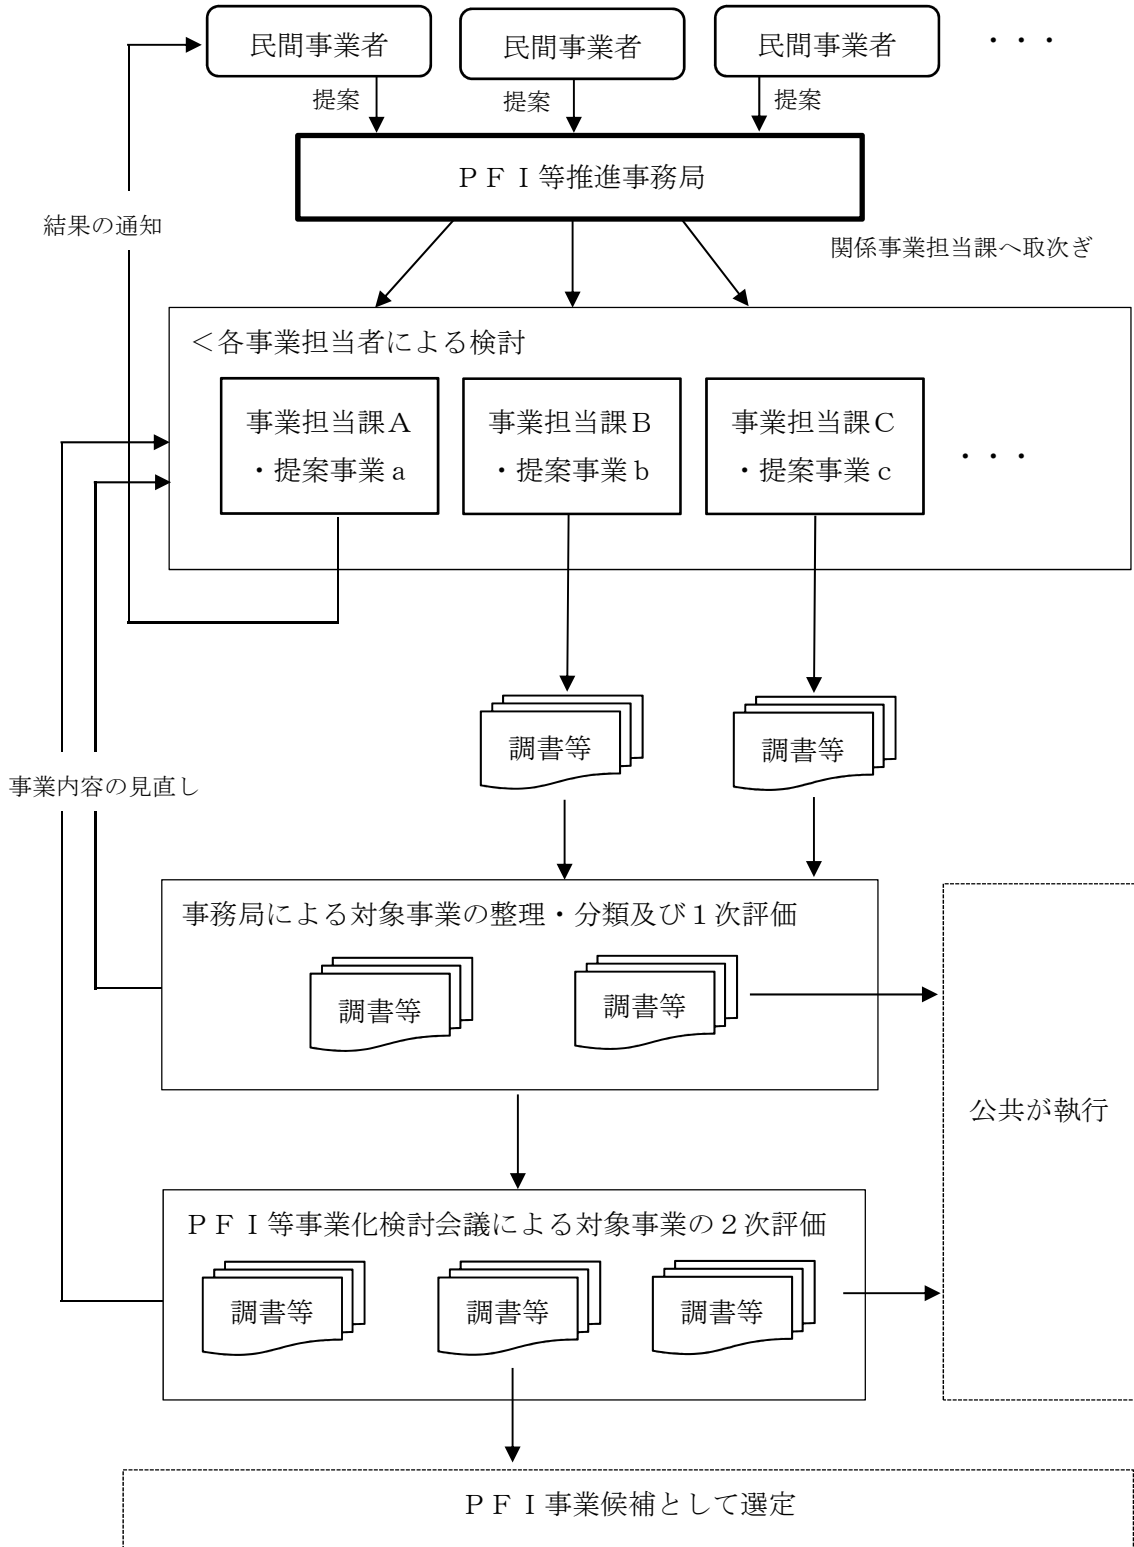 民間事業者
民間事業者
民間事業者
・・・
提案
提案
提案
ＰＦＩ等推進事務局
結果の通知
関係事業担当課へ取次ぎ
＜各事業担当者による検討
事業担当課Ａ
・提案事業ａ
事業担当課Ｂ
・提案事業ｂ
事業担当課Ｃ
・提案事業ｃ
・・・
調書等
調書等
事業内容の見直し
事務局による対象事業の整理・分類及び１次評価
調書等
調書等
公共が執行
ＰＦＩ等事業化検討会議による対象事業の２次評価
調書等
調書等
調書等
ＰＦＩ事業候補として選定